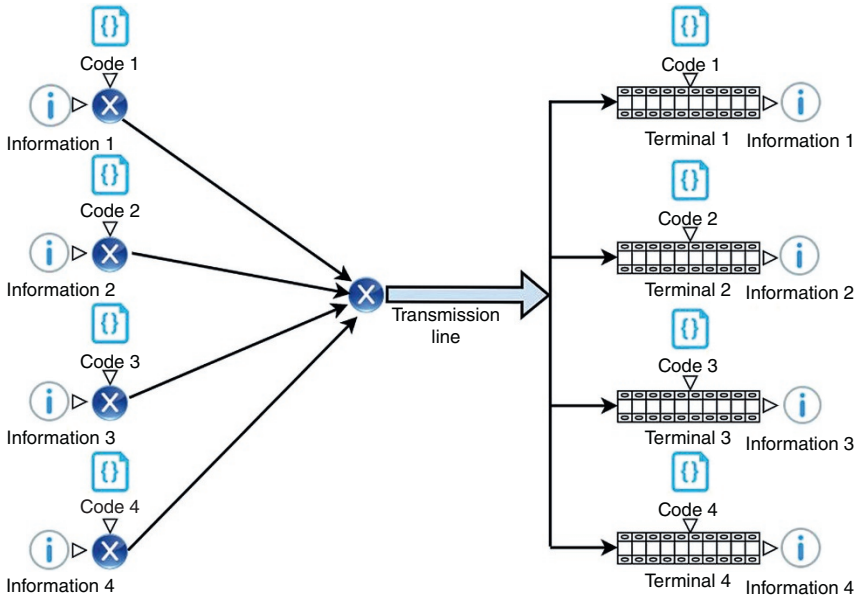 Code 1
Information 1
Code 2
Information 2
Code 3
Information 3
Code 4
Information 4
Transmission
line
Code 1
Terminal 1
Information 1
Code 2
Terminal 2
Information 2
Code 3
Terminal 3
Information 3
Code 4
Terminal 4
Information 4